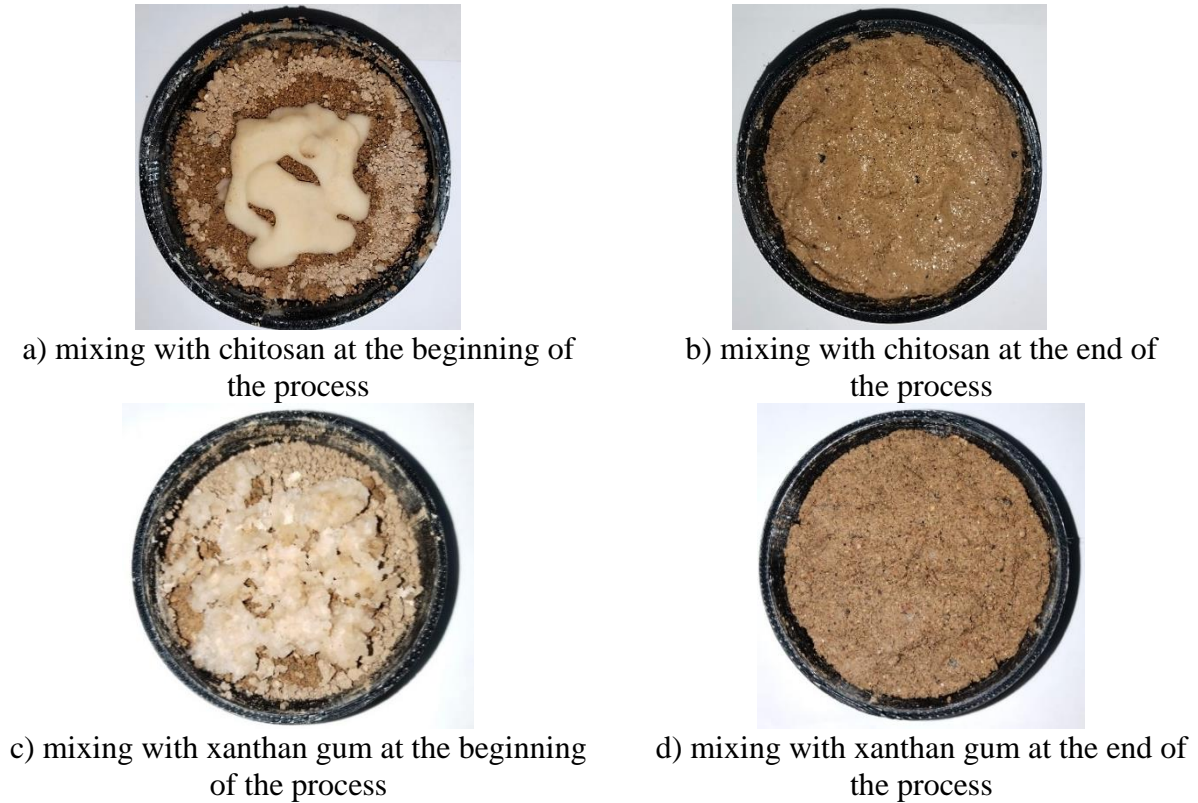 a) mixing with chitosan at the beginning of
the process
b) mixing with chitosan at the end of
the process
c) mixing with xanthan gum at the beginning
of the process
d) mixing with xanthan gum at the end of
the process